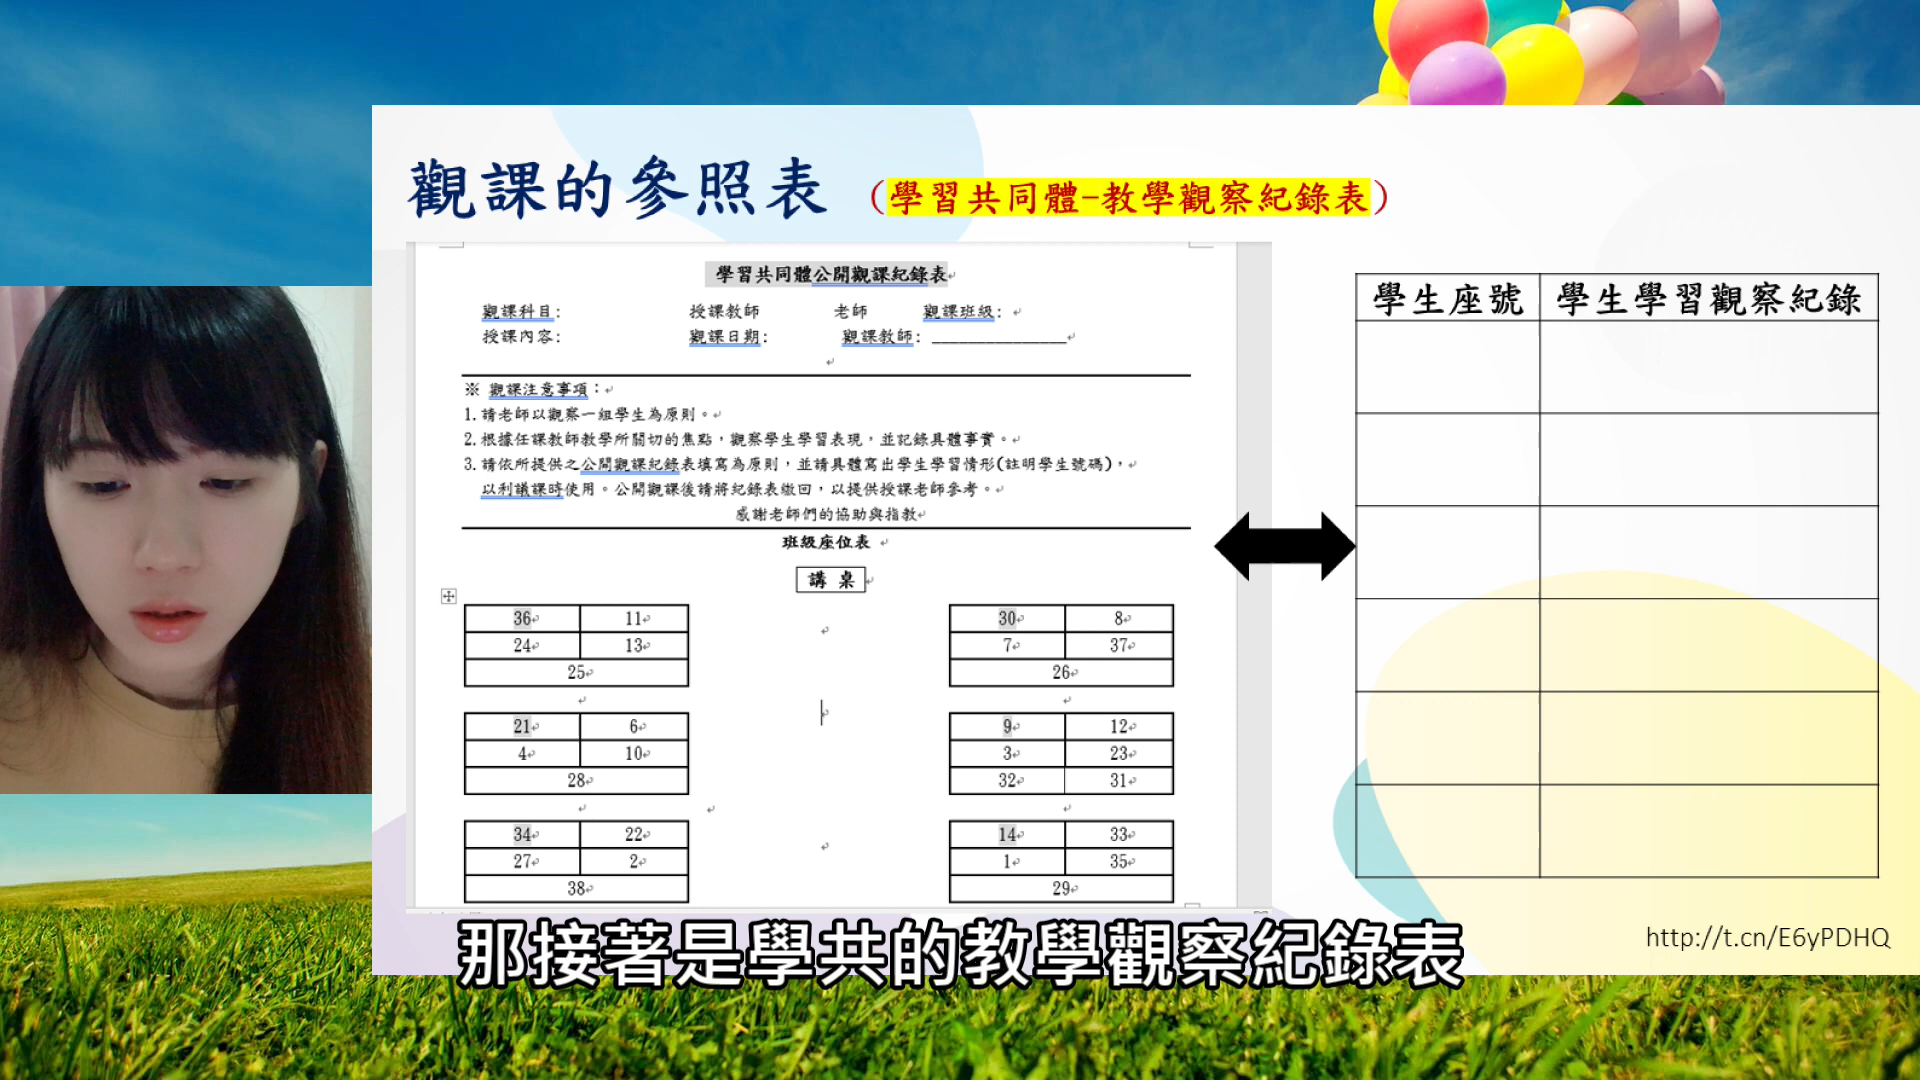 觀課的參照表 (學習共同體-教學觀察紀錄表)
學習共同體公開觀課紀錄表
觀課科目: 授課教師 老師 觀課班級:
授課內容: 觀課日期: 觀課教師: _______________
※ 觀課注意事項：
1.請老師以觀察一組學生為原則。
2.根據任課教師教學所關切的焦點，觀察學生學習表現，並記錄具體事實。
3.請依所提供之公開觀課紀錄表填寫為原則，並請具體寫出學生學習情形(註明學生號碼)，
以利議課時使用。公開觀課後請將紀錄表繳回，以提供授課老師參考。
感謝老師們的協助與指教
班級座位表
講 桌
36 11
24 13
25
30 8
7 37
26
21 6
4 10
28
9 12
3 23
32 31
34 22
27 2
38
14 33
1 35
29
學生座號 學生學習觀察紀錄
http://t.cn/E6yPDHQ
那接著是學共的教學觀察紀錄表